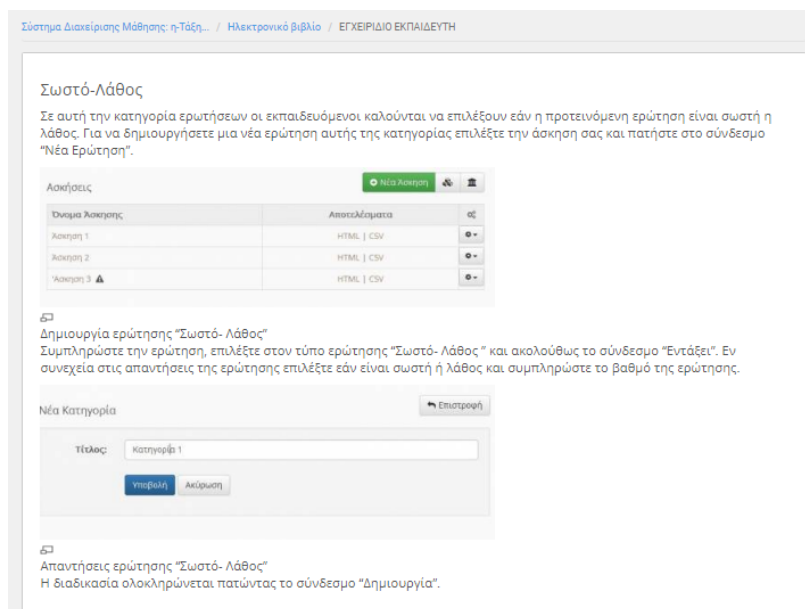 Σύστημα Διαχείρισης Μάθησης: η-Τάξη... / Ηλεκτρονικό βιβλίο / ΕΓΧΕΙΡΙΔΙΟ ΕΚΠΑΙΔΕΥΤΗ
Σωστό-Λάθος
Σε αυτή την κατηγορία ερωτήσεων οι εκπαιδευόμενοι καλούνται να επιλέξουν εάν η προτεινόμενη ερώτηση είναι σωστή η
λάθος. Για να δημιουργήσετε μια νέα ερώτηση αυτής της κατηγορίας επιλέξτε την άσκηση σας και πατήστε στο σύνδεσμο
“Νέα Ερώτηση”.
Ασκήσεις Νέα Άσκηση
Όνομα Άσκησης Αποτελέσματα
Άσκηση 1 HTML | CSV
Άσκηση 2 HTML | CSV
'Άσκηση 3 HTML | CSV
Δημιουργία ερώτησης “Σωστό- Λάθος”
Συμπληρώστε την ερώτηση, επιλέξτε στον τύπο ερώτησης “Σωστό- Λάθος ” και ακολούθως το σύνδεσμο “Εντάξει”. Εν
συνεχεία στις απαντήσεις της ερώτησης επιλέξτε εάν είναι σωστή ή λάθος και συμπληρώστε το βαθμό της ερώτησης.
Νέα Κατηγορία Επιστροφή
Τίτλος: Κατηγορία 1
Υποβολή Ακύρωση
Απαντήσεις ερώτησης “Σωστό- Λάθος”
Η διαδικασία ολοκληρώνεται πατώντας το σύνδεσμο “Δημιουργία”.